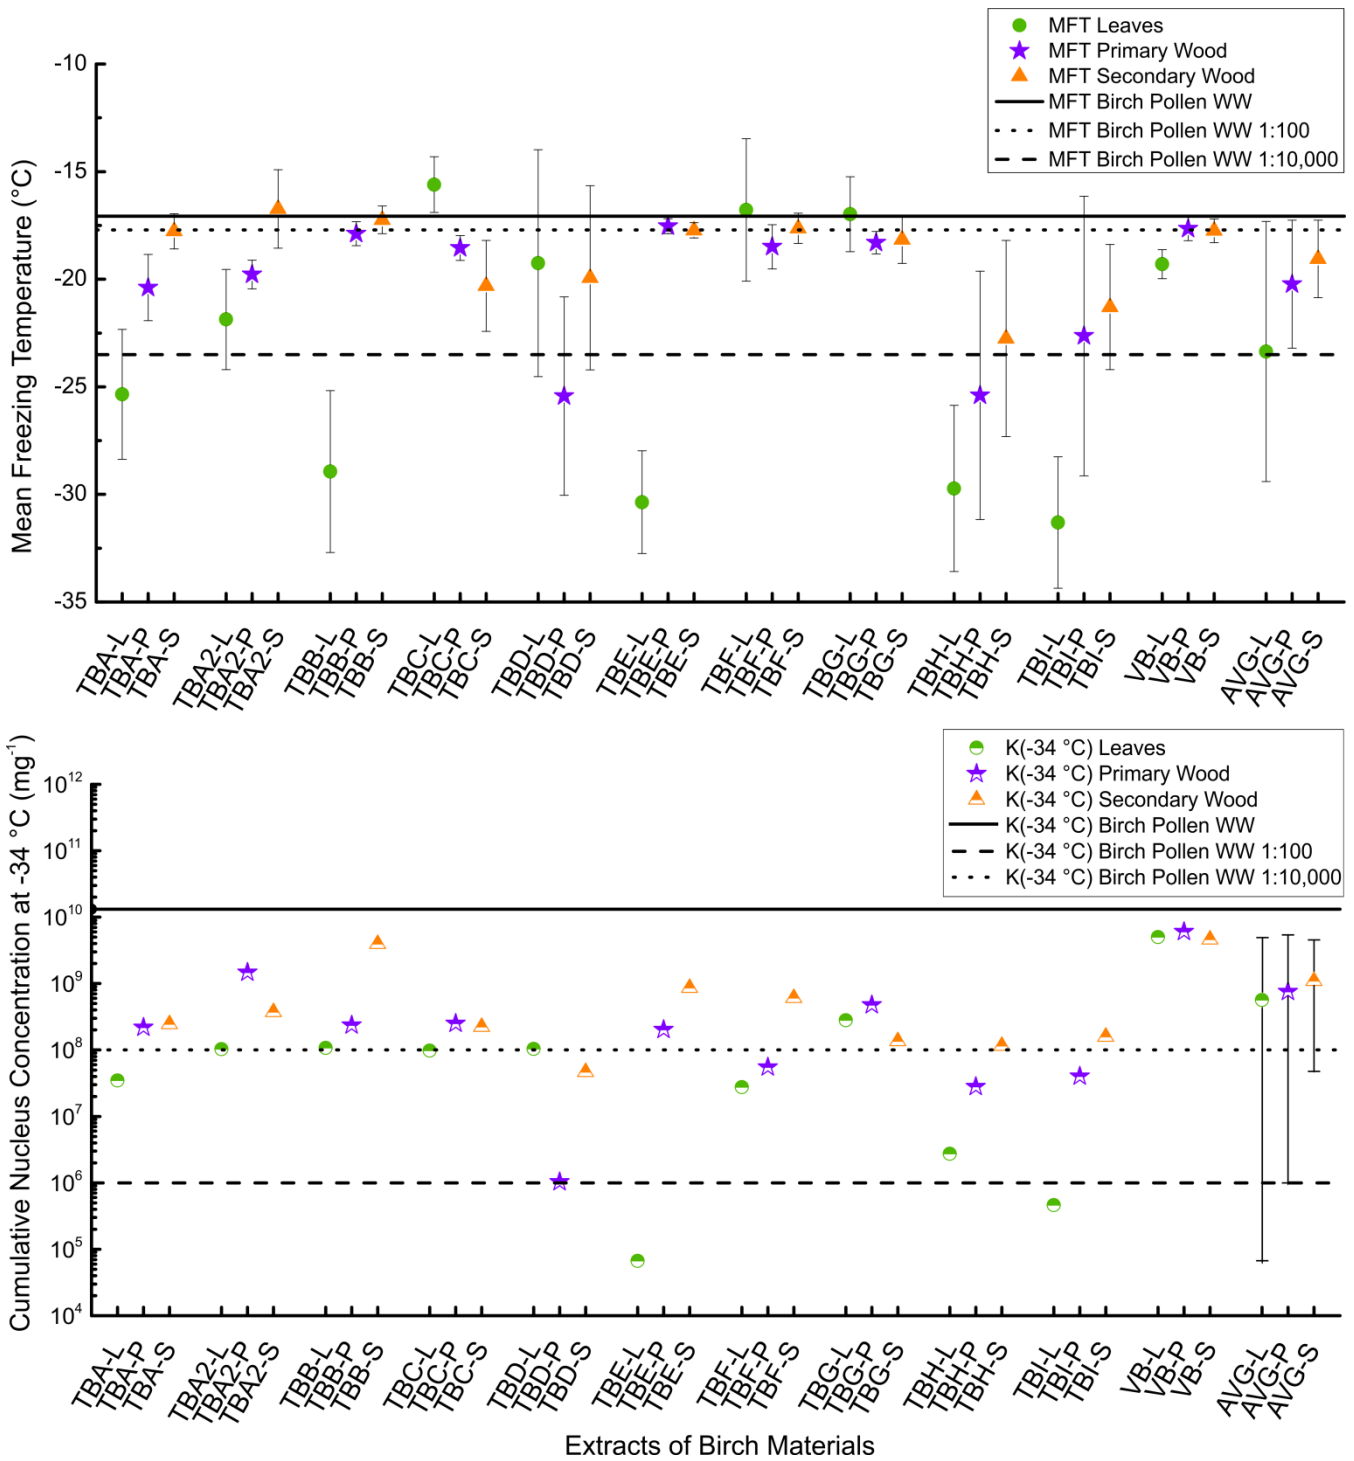 MFT Leaves
MFT Primary Wood
MFT Secondary Wood
MFT Birch Pollen WW
MFT Birch Pollen WW 1:100
MFT Birch Pollen WW 1:10,000
Mean Freezing Temperature (°C)
-10
-15
-20
-25
-30
-35
TBA-L
TBA-P
TBA-S
TBA2-L
TBA2-P
TBA2-S
TBB-L
TBB-P
TBB-S
TBC-L
TBC-P
TBC-S
TBD-L
TBD-P
TBD-S
TBE-L
TBE-P
TBE-S
TBF-L
TBF-P
TBF-S
TBG-L
TBG-P
TBG-S
TBH-L
TBH-P
TBH-S
TBI-L
TBI-P
TBI-S
VB-L
VB-P
VB-S
AVG-L
AVG-P
AVG-S
K(-34 °C) Leaves
K(-34 °C) Primary Wood
K(-34 °C) Secondary Wood
K(-34 °C) Birch Pollen WW
K(-34 °C) Birch Pollen WW 1:100
K(-34 °C) Birch Pollen WW 1:10,000
Cumulative Nucleus Concentration at -34 °C (mg⁻¹)
10¹²
10¹¹
10¹⁰
10⁹
10⁸
10⁷
10⁶
10⁵
10⁴
TBA-L
TBA-P
TBA-S
TBA2-L
TBA2-P
TBA2-S
TBB-L
TBB-P
TBB-S
TBC-L
TBC-P
TBC-S
TBD-L
TBD-P
TBD-S
TBE-L
TBE-P
TBE-S
TBF-L
TBF-P
TBF-S
TBG-L
TBG-P
TBG-S
TBH-L
TBH-P
TBH-S
TBI-L
TBI-P
TBI-S
VB-L
VB-P
VB-S
AVG-L
AVG-P
AVG-S
Extracts of Birch Materials